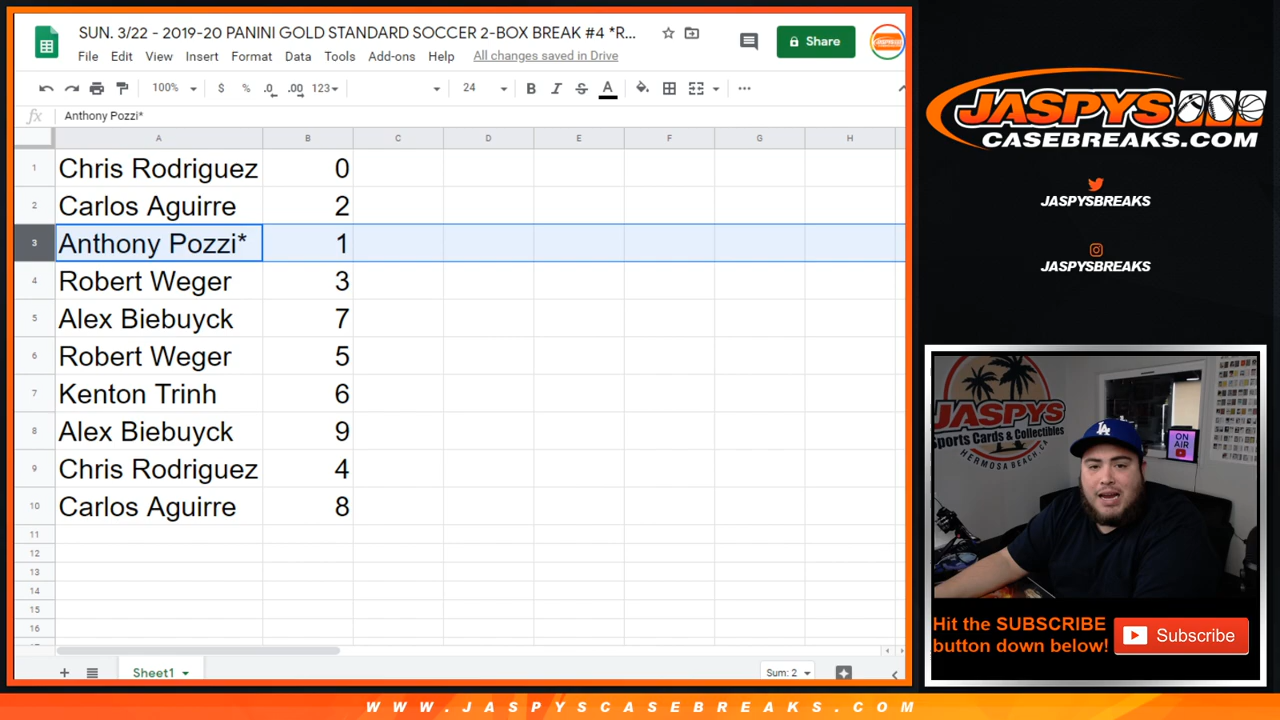 SUN. 3/22 - 2019-20 PANINI GOLD STANDARD SOCCER 2-BOX BREAK #4 *R...
File Edit View Insert Format Data Tools Add-ons Help All changes saved in Drive
Share
100% $ % .0 .00 123 24 B I S A
fx Anthony Pozzi*
A B C D E F G H
1 Chris Rodriguez 0
2 Carlos Aguirre 2
3 Anthony Pozzi* 1
4 Robert Weger 3
5 Alex Biebuyck 7
6 Robert Weger 5
7 Kenton Trinh 6
8 Alex Biebuyck 9
9 Chris Rodriguez 4
10 Carlos Aguirre 8
11
12
13
14
15
16
Sheet1
Sum: 2
JASPYS
CASEBREAKS.COM
JASPYSBREAKS
JASPYSBREAKS
JASPYS
Sports Cards & Collectibles
HERMOSA BEACH, CA
LA
ON
AIR
Hit the SUBSCRIBE
button down below!
Subscribe
WWW.JASPYSCASEBREAKS.COM